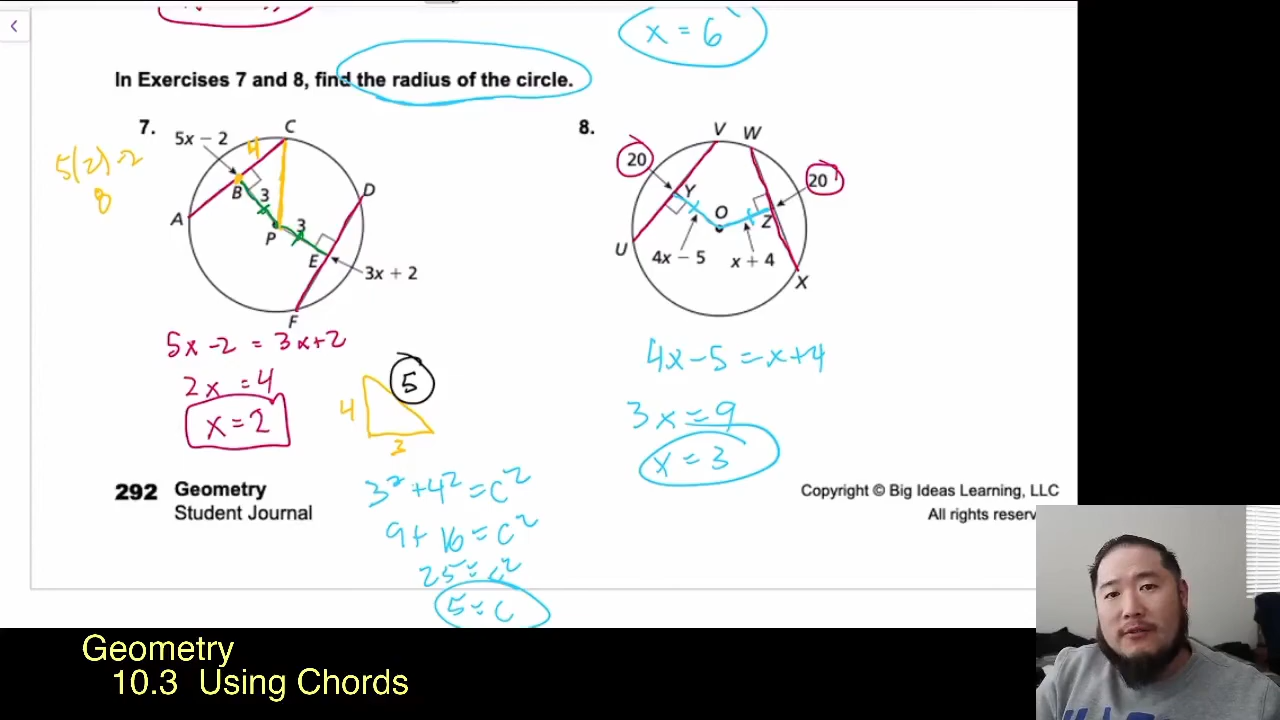 x = 6
In Exercises 7 and 8, find the radius of the circle.
7.
5x − 2
4
C
5(2) -2
8
B
3
D
A
P
3
E
3x + 2
F
5x -2 = 3x+2
2x = 4
x = 2
5
4
3
3² + 4² = c²
9 + 16 = c²
25 = c²
5 = c
8.
V W
20
20
Y
O
Z
U
4x − 5
x + 4
X
4x - 5 = x + 4
3x = 9
x = 3
292 Geometry
Student Journal
Copyright © Big Ideas Learning, LLC
All rights reserv
Geometry
10.3 Using Chords